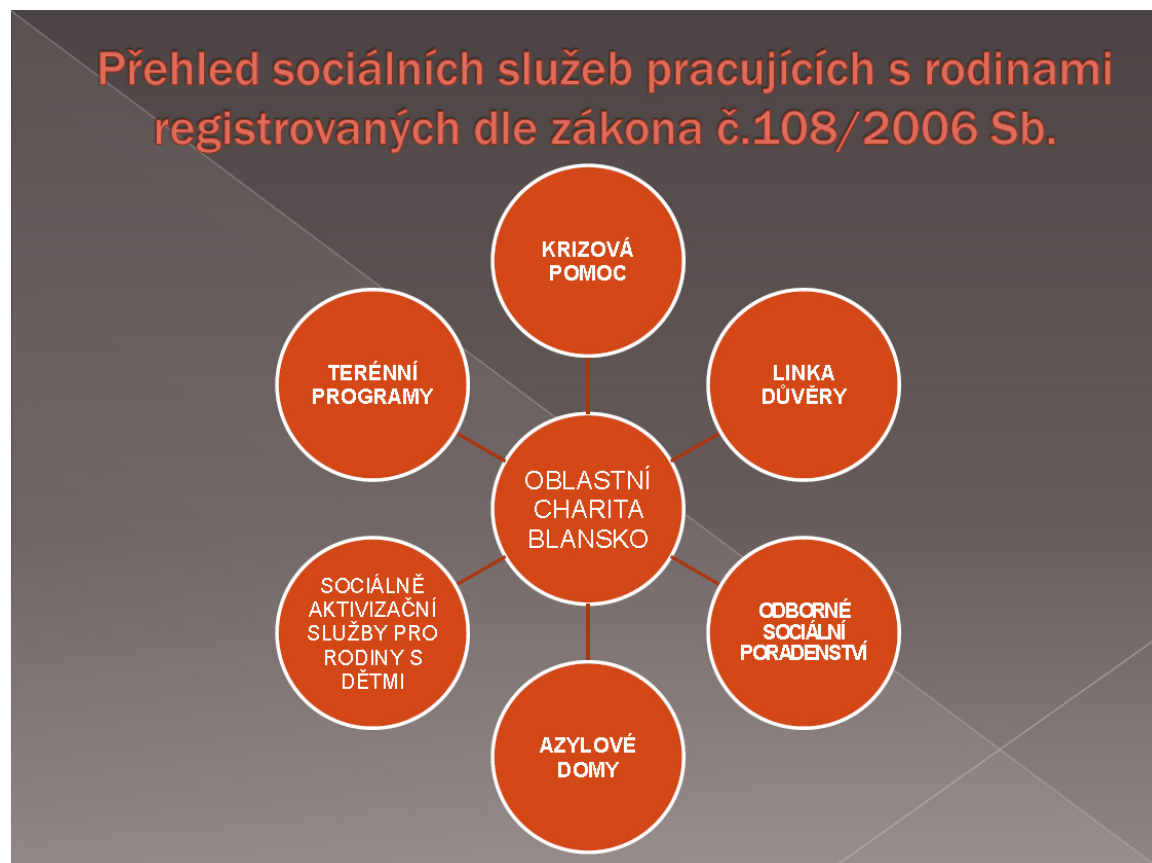 Přehled sociálních služeb pracujících s rodinami
registrovaných dle zákona č.108/2006 Sb.
KRIZOVÁ
POMOC
LINKA
DŮVĚRY
ODBORNÉ
SOCIÁLNÍ
PORADENSTVÍ
AZYLOVÉ
DOMY
SOCIÁLNĚ
AKTIVIZAČNÍ
SLUŽBY PRO
RODINY S
DĚTMI
TERÉNNÍ
PROGRAMY
OBLASTNÍ
CHARITA
BLANSKO